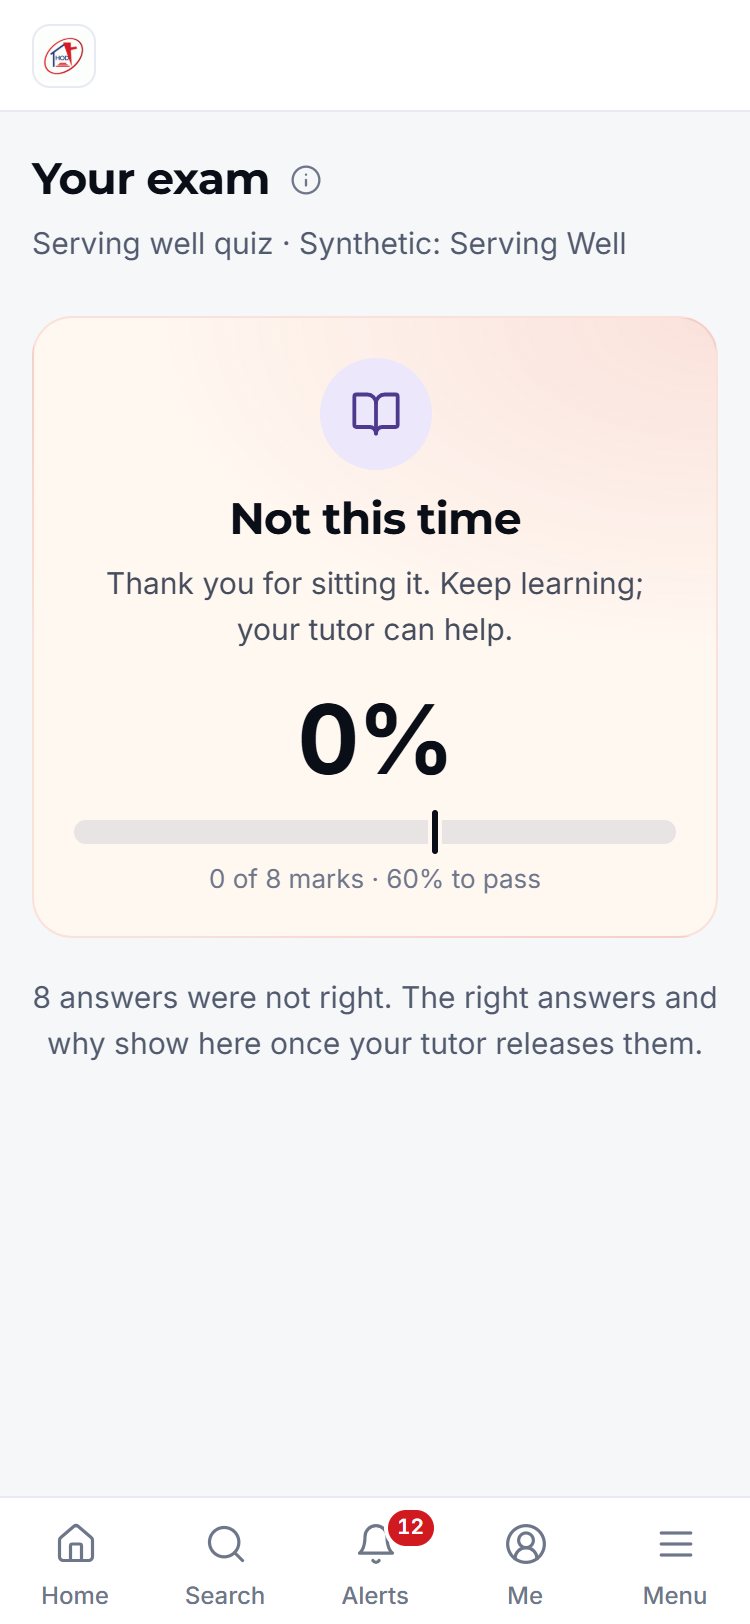 HOD
Your exam
Serving well quiz · Synthetic: Serving Well
Not this time
Thank you for sitting it. Keep learning;
your tutor can help.
0%
0 of 8 marks · 60% to pass
8 answers were not right. The right answers and
why show here once your tutor releases them.
12
Home
Search
Alerts
Me
Menu